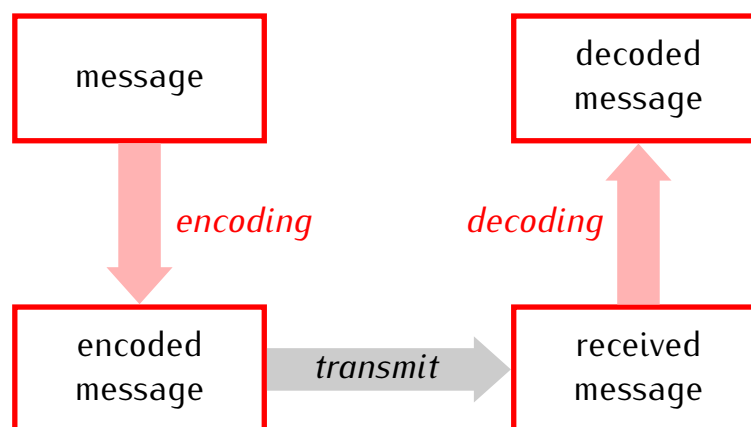 message
decoded
message
encoding
decoding
encoded
message
transmit
received
message